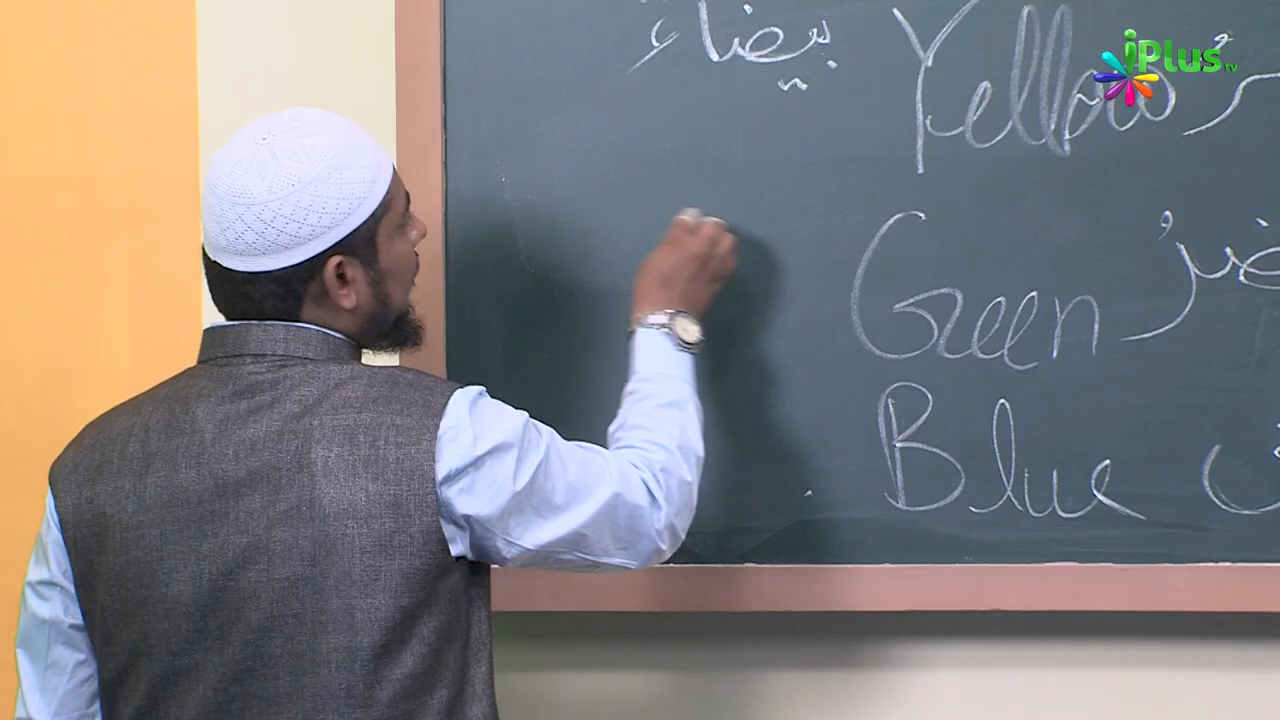 iPlus tv
بيضاء Yellow
Green
Blue